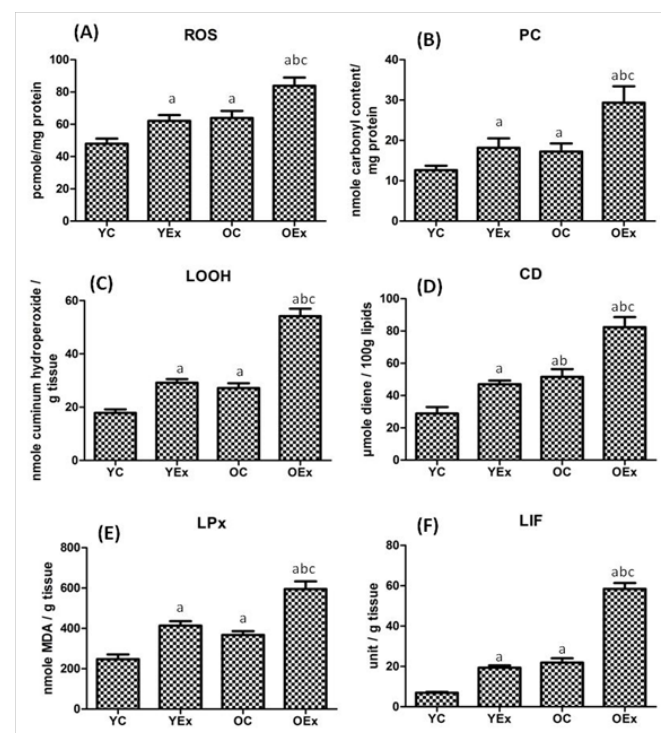 (A)
ROS
pcmole/mg protein
100
80
60
40
20
0
a
a
abc
YC YEx OC OEx
(B)
PC
nmole carbonyl content/
mg protein
40
30
20
10
0
a
a
abc
YC YEx OC OEx
(C)
LOOH
nmole cuminum hydroperoxide /
g tissue
60
40
20
0
a
a
abc
YC YEx OC OEx
(D)
CD
µmole diene / 100g lipids
100
80
60
40
20
0
a
ab
abc
YC YEx OC OEx
(E)
LPx
nmole MDA / g tissue
800
600
400
200
0
a
a
abc
YC YEx OC OEx
(F)
LIF
unit / g tissue
80
60
40
20
0
a
a
abc
YC YEx OC OEx